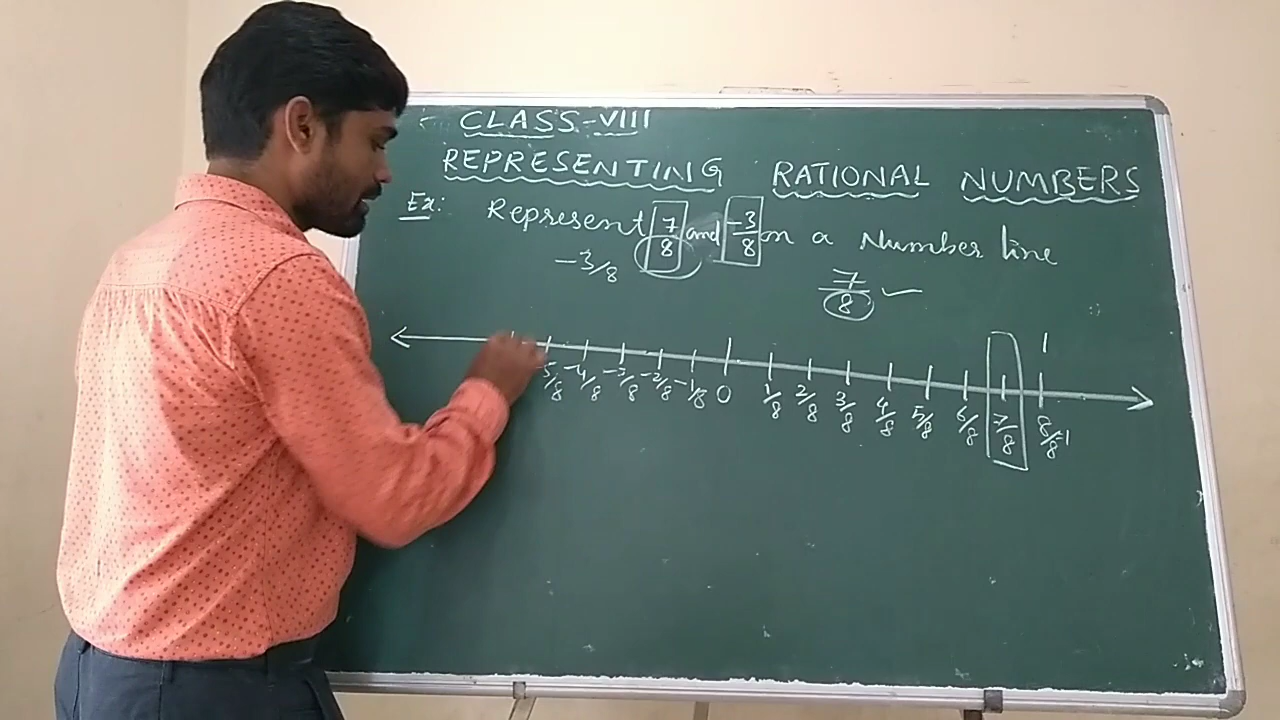 CLASS-VIII
REPRESENTING RATIONAL NUMBERS
Ex: Represent 7/8 and -3/8 on a Number line
-3/8
7/8
1
-5/8 -4/8 -3/8 -2/8 -1/8 0 1/8 2/8 3/8 4/8 5/8 6/8 7/8 8/8=1